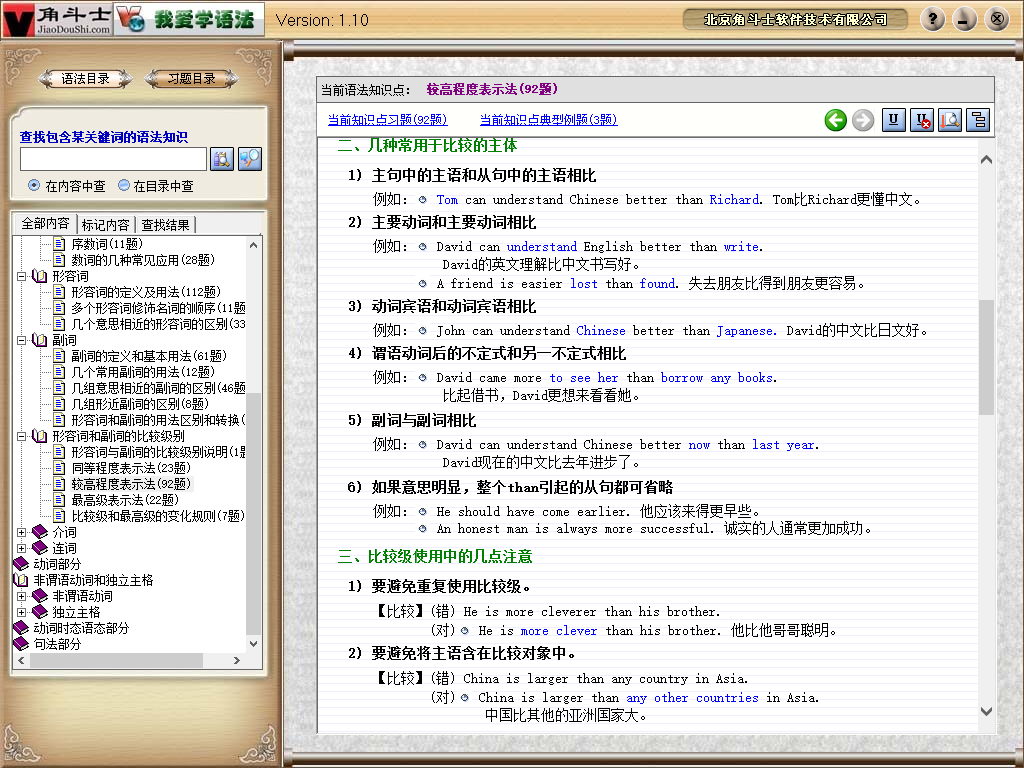 角斗士
JiaoDouShi.com
我爱学语法
Version: 1.10
北京角斗士软件技术有限公司
语法目录
习题目录
查找包含某关键词的语法知识
在内容中查
在目录中查
全部内容
标记内容
查找结果
序数词(11题)
数词的几种常见应用(28题)
形容词
形容词的定义及用法(112题)
多个形容词修饰名词的顺序(11题
几个意思相近的形容词的区别(33
副词
副词的定义和基本用法(61题)
几个常用副词的用法(12题)
几组意思相近的副词的区别(46题
几组形近副词的区别(8题)
形容词和副词的用法区别和转换(
形容词和副词的比较级别
形容词与副词的比较级别说明(1题
同等程度表示法(23题)
较高程度表示法(92题)
最高级表示法(22题)
比较级和最高级的变化规则(7题)
介词
连词
动词部分
非谓语动词和独立主格
非谓语动词
独立主格
动词时态语态部分
句法部分
当前语法知识点: 较高程度表示法(92题)
当前知识点习题(92题)
当前知识点典型例题(3题)
二、几种常用于比较的主体
1) 主句中的主语和从句中的主语相比
例如: Tom can understand Chinese better than Richard. Tom比Richard更懂中文。
2) 主要动词和主要动词相比
例如: David can understand English better than write.
David的英文理解比中文书写好。
A friend is easier lost than found. 失去朋友比得到朋友更容易。
3) 动词宾语和动词宾语相比
例如: John can understand Chinese better than Japanese. David的中文比日文好。
4) 谓语动词后的不定式和另一不定式相比
例如: David came more to see her than borrow any books.
比起借书，David更想来看看她。
5) 副词与副词相比
例如: David can understand Chinese better now than last year.
David现在的中文比去年进步了。
6) 如果意思明显，整个than引起的从句都可省略
例如: He should have come earlier. 他应该来得更早些。
An honest man is always more successful. 诚实的人通常更加成功。
三、比较级使用中的几点注意
1) 要避免重复使用比较级。
【比较】(错) He is more cleverer than his brother.
(对) He is more clever than his brother. 他比他哥哥聪明。
2) 要避免将主语含在比较对象中。
【比较】(错) China is larger than any country in Asia.
(对) China is larger than any other countries in Asia.
中国比其他的亚洲国家大。